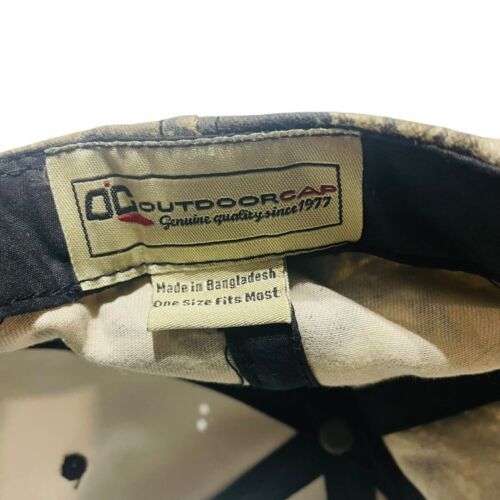 OC OUTDOORCAP
Genuine quality since 1977
Made in Bangladesh
One Size Fits Most